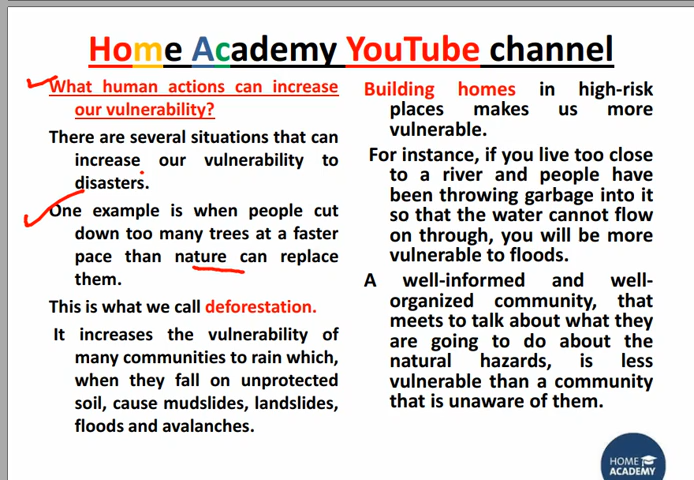 Home Academy YouTube channel
What human actions can increase
our vulnerability?
There are several situations that can
increase our vulnerability to
disasters.
One example is when people cut
down too many trees at a faster
pace than nature can replace
them.
This is what we call deforestation.
It increases the vulnerability of
many communities to rain which,
when they fall on unprotected
soil, cause mudslides, landslides,
floods and avalanches.
Building homes in high-risk
places makes us more
vulnerable.
For instance, if you live too close
to a river and people have
been throwing garbage into it
so that the water cannot flow
on through, you will be more
vulnerable to floods.
A well-informed and well-
organized community, that
meets to talk about what they
are going to do about the
natural hazards, is less
vulnerable than a community
that is unaware of them.
HOME
ACADEMY